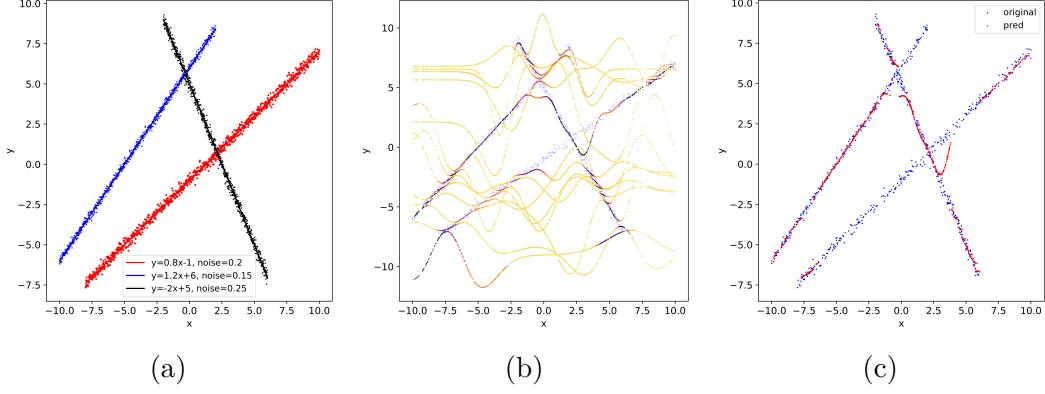 10.0
7.5
5.0
2.5
0.0
−2.5
−5.0
−7.5
y
−10.0 −7.5 −5.0 −2.5 0.0 2.5 5.0 7.5 10.0
x
y=0.8x-1, noise=0.2
y=1.2x+6, noise=0.15
y=-2x+5, noise=0.25
(a)
10
5
0
−5
−10
y
−10.0 −7.5 −5.0 −2.5 0.0 2.5 5.0 7.5 10.0
x
(b)
10.0
7.5
5.0
2.5
0.0
−2.5
−5.0
−7.5
y
−10.0 −7.5 −5.0 −2.5 0.0 2.5 5.0 7.5 10.0
x
original
pred
(c)